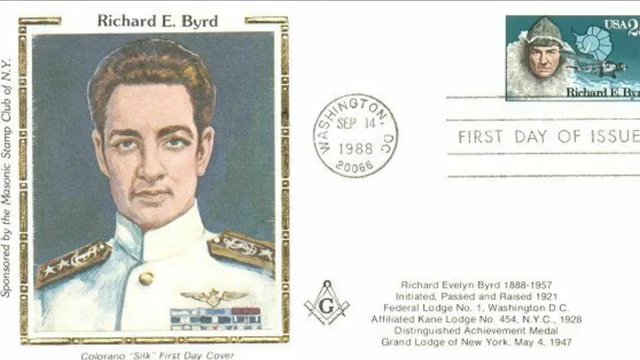 Richard E. Byrd
Sponsored by the Masonic Stamp Club of N.Y.
Colorano "Silk" First Day Cover
WASHINGTON, DC
SEP 14
1988
20066
USA
Richard E. Byrd
FIRST DAY OF ISSUE
G
Richard Evelyn Byrd 1888-1957
Initiated, Passed and Raised 1921
Federal Lodge No. 1, Washington D.C.
Affiliated Kane Lodge No. 454, N.Y.C., 1928
Distinguished Achievement Medal
Grand Lodge of New York, May 4, 1947